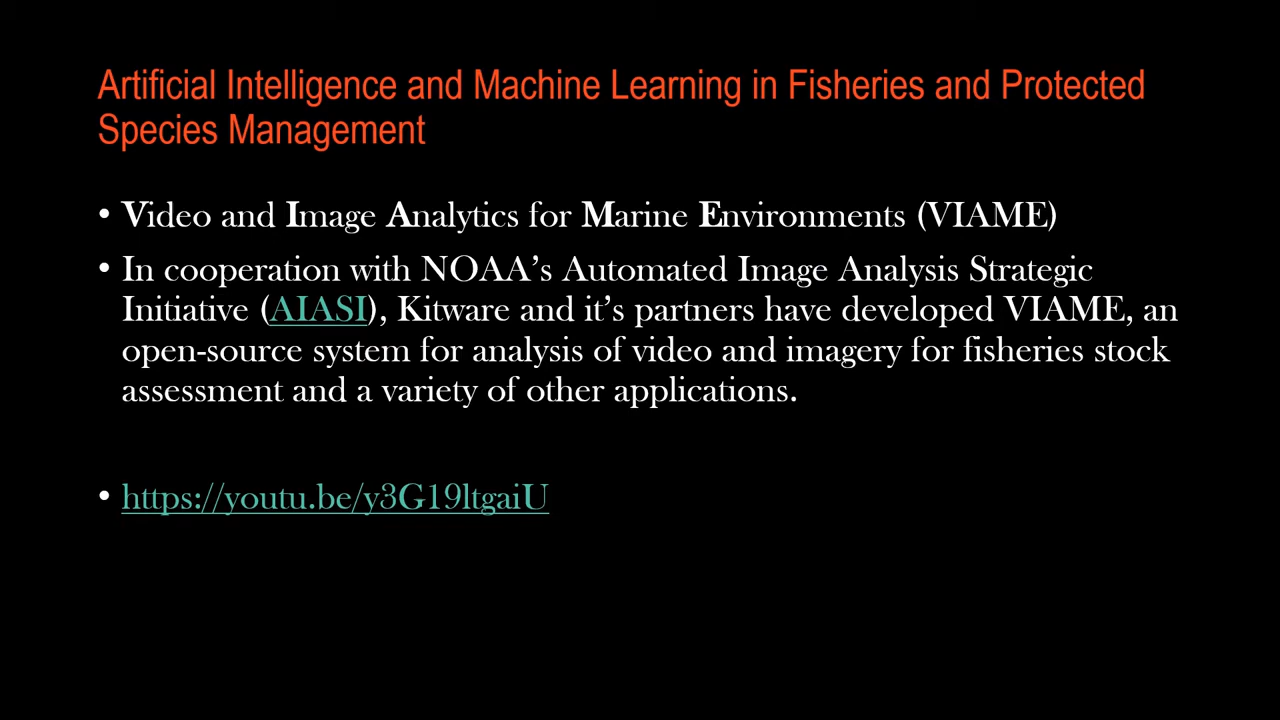 Artificial Intelligence and Machine Learning in Fisheries and Protected
Species Management
• Video and Image Analytics for Marine Environments (VIAME)
• In cooperation with NOAA’s Automated Image Analysis Strategic
Initiative (AIASI), Kitware and it’s partners have developed VIAME, an
open-source system for analysis of video and imagery for fisheries stock
assessment and a variety of other applications.
• https://youtu.be/y3G19ltgaiU